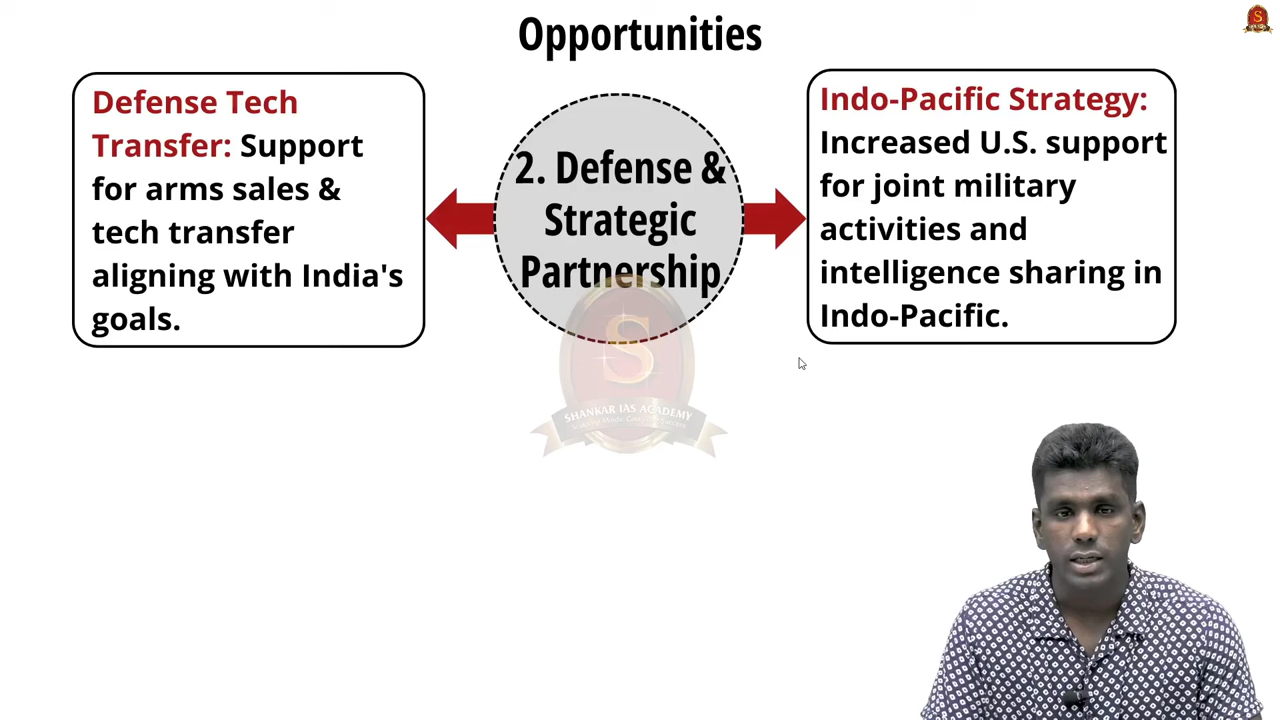 Opportunities
Defense Tech
Transfer: Support
for arms sales &
tech transfer
aligning with India's
goals.
2. Defense &
Strategic
Partnership
Indo-Pacific Strategy:
Increased U.S. support
for joint military
activities and
intelligence sharing in
Indo-Pacific.
S
SHANKAR IAS ACADEMY